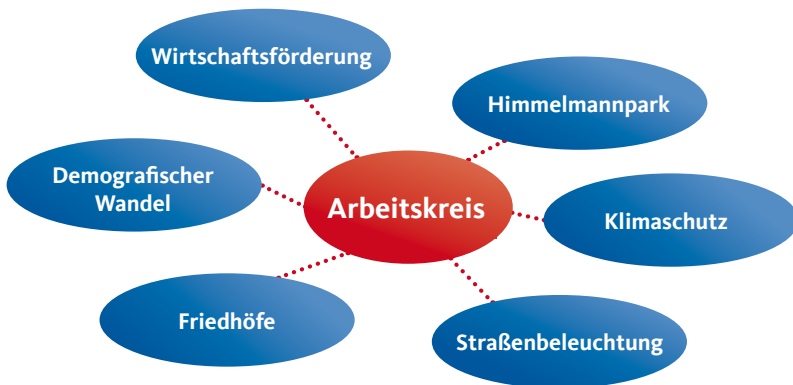 Wirtschaftsförderung
Himmelmannpark
Demografischer
Wandel
Arbeitskreis
Klimaschutz
Friedhöfe
Straßenbeleuchtung